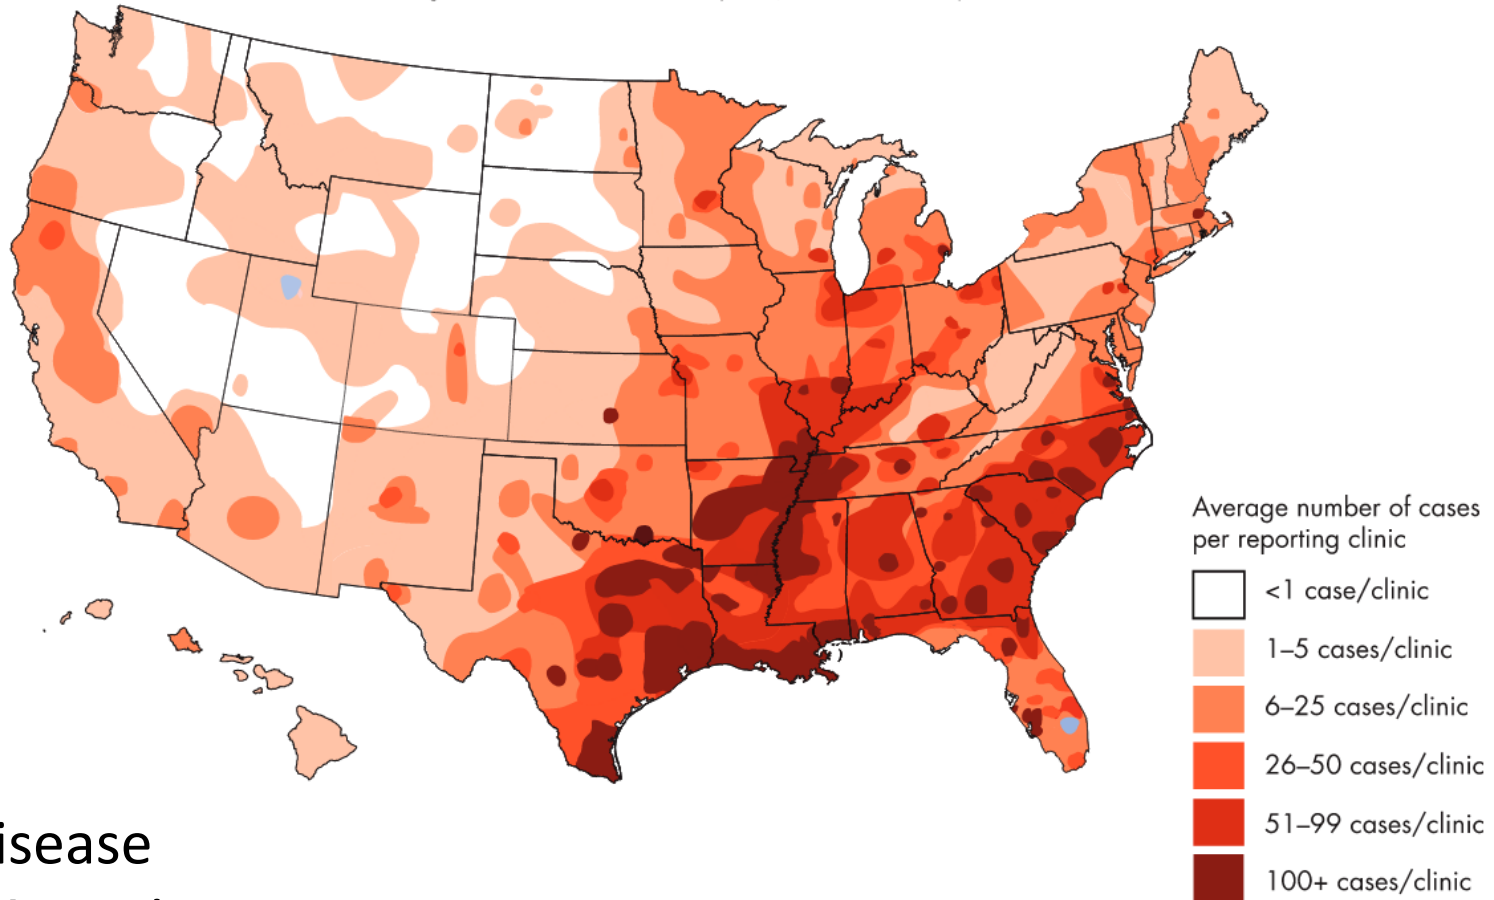 Average number of cases
per reporting clinic
<1 case/clinic
1–5 cases/clinic
6–25 cases/clinic
26–50 cases/clinic
51–99 cases/clinic
100+ cases/clinic
isease